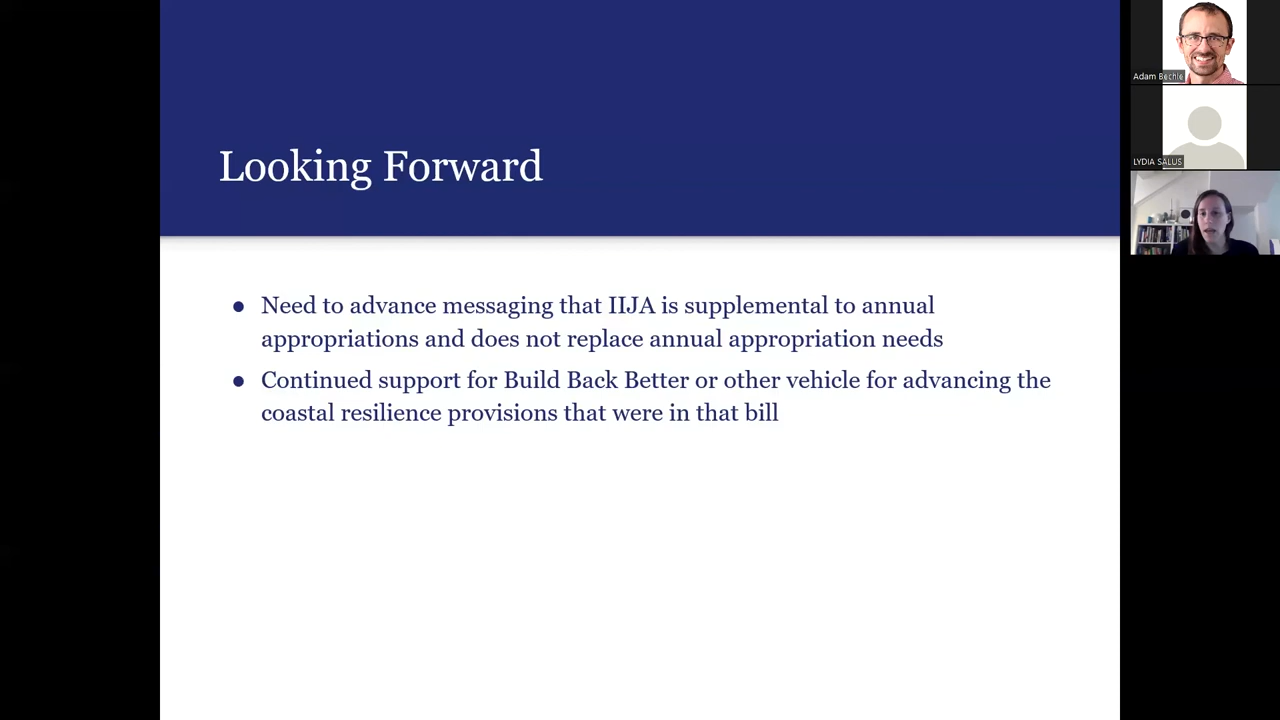 Looking Forward
● Need to advance messaging that IIJA is supplemental to annual
appropriations and does not replace annual appropriation needs
● Continued support for Build Back Better or other vehicle for advancing the
coastal resilience provisions that were in that bill
Adam Bechle
LYDIA SALUS